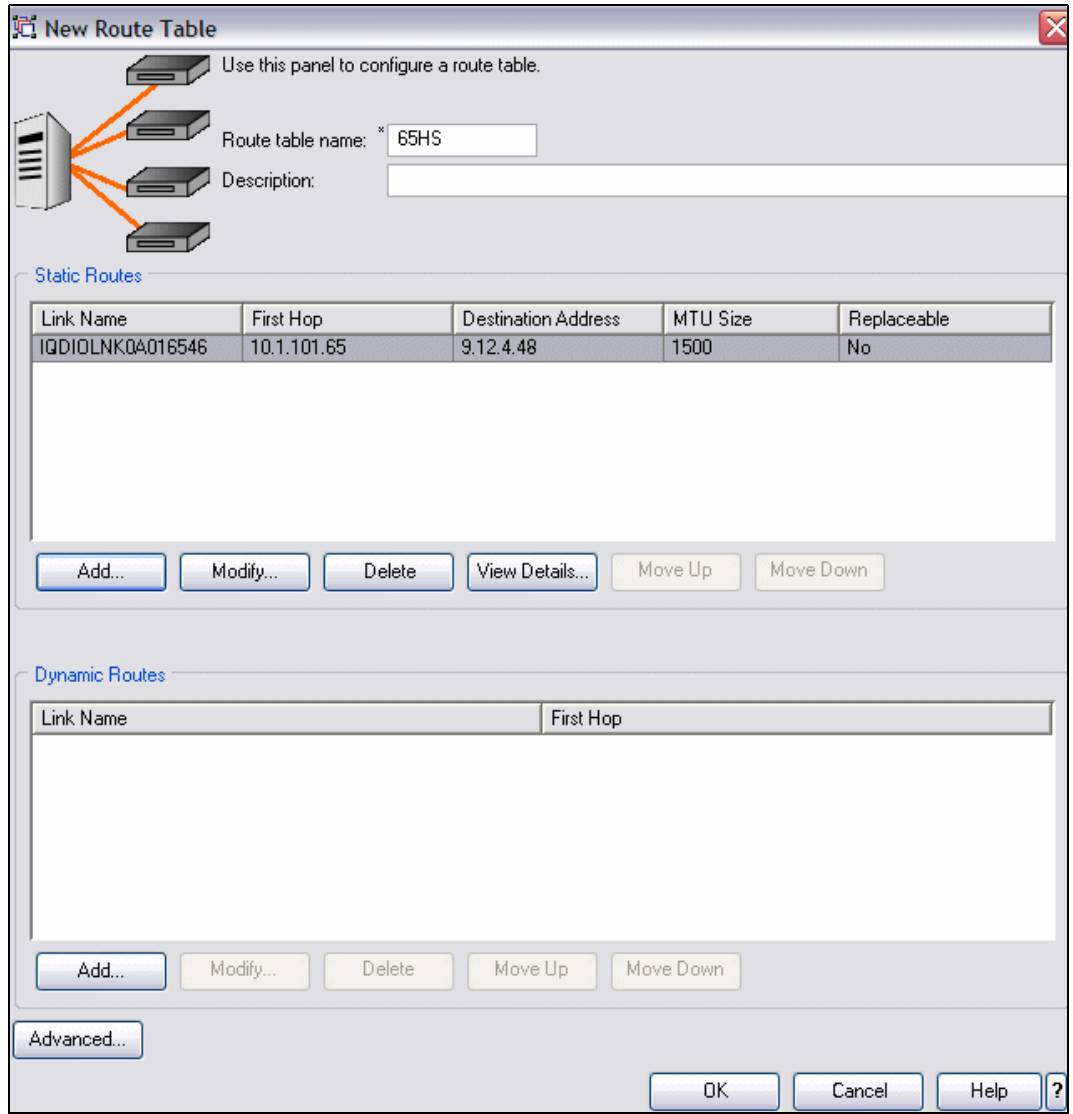 New Route Table
Use this panel to configure a route table.
Route table name: * 65HS
Description:
Static Routes
Link Name First Hop Destination Address MTU Size Replaceable
IQDIOLNK0A016546 10.1.101.65 9.12.4.48 1500 No
Add... Modify... Delete View Details... Move Up Move Down
Dynamic Routes
Link Name First Hop
Add... Modify... Delete Move Up Move Down
Advanced...
OK Cancel Help ?